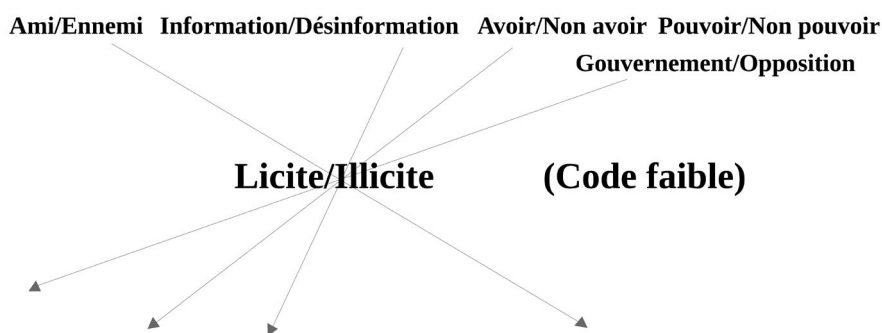 Ami/Ennemi Information/Désinformation Avoir/Non avoir Pouvoir/Non pouvoir
Gouvernement/Opposition
Licite/Illicite (Code faible)